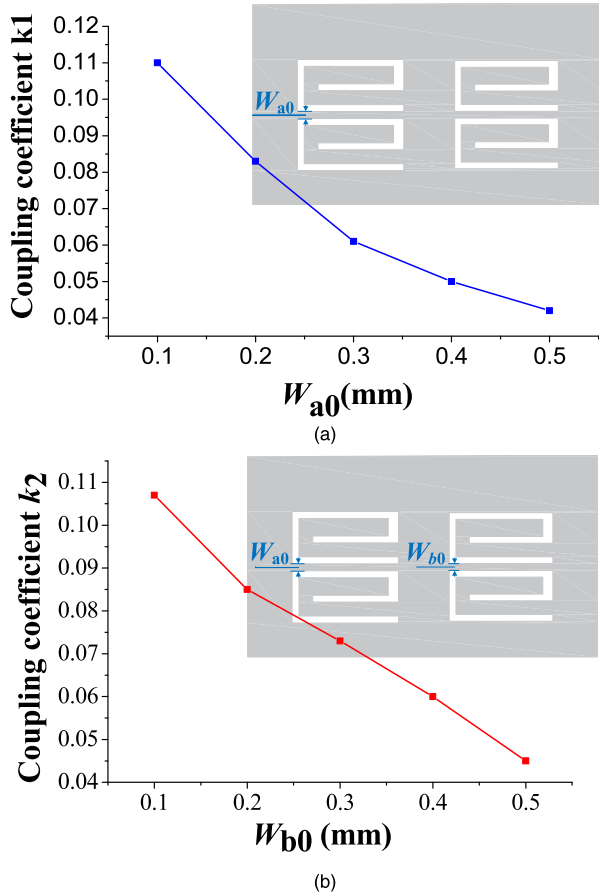 Coupling coefficient k1
0.12
0.11
0.10
0.09
0.08
0.07
0.06
0.05
0.04
Wa0
0.1 0.2 0.3 0.4 0.5
Wa0(mm)
(a)
Coupling coefficient k2
0.11
0.10
0.09
0.08
0.07
0.06
0.05
0.04
Wa0 Wb0
0.1 0.2 0.3 0.4 0.5
Wb0 (mm)
(b)